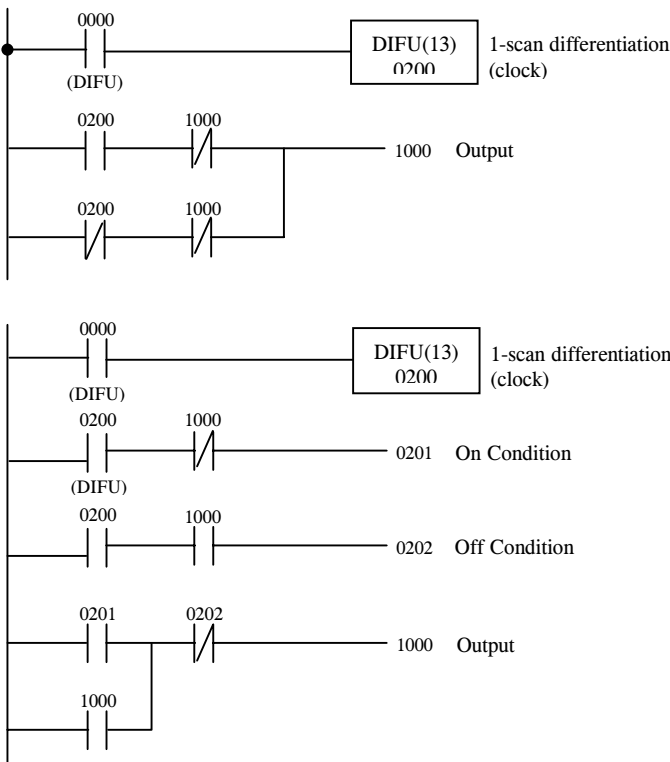 0000
DIFU(13) 1-scan differentiation
0200 (clock)
(DIFU)
0200 1000
1000 Output
0200 1000
0000
DIFU(13) 1-scan differentiation
0200 (clock)
(DIFU)
0200 1000
0201 On Condition
(DIFU)
0200 1000
0202 Off Condition
0201 0202
1000 Output
1000